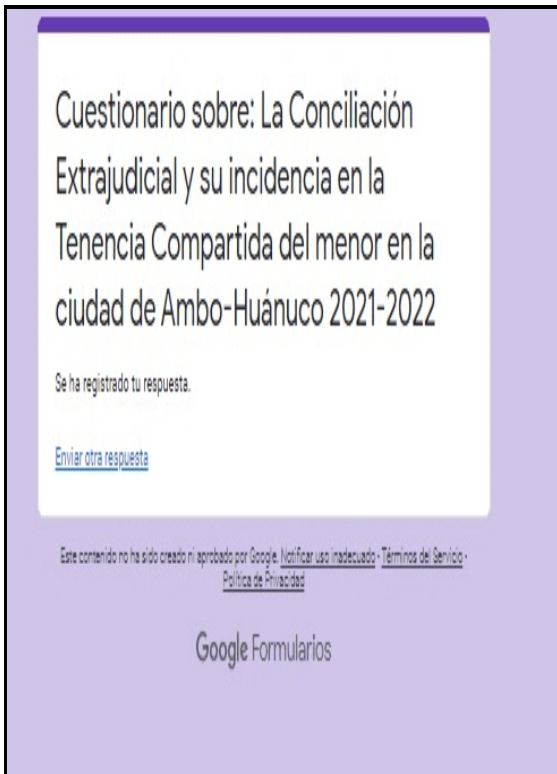 Cuestionario sobre: La Conciliación
Extrajudicial y su incidencia en la
Tenencia Compartida del menor en la
ciudad de Ambo-Huánuco 2021-2022
Se ha registrado tu respuesta.
Enviar otra respuesta
Este contenido no ha sido creado ni aprobado por Google. Notificar uso inadecuado - Términos del Servicio -
Política de Privacidad
Google Formularios